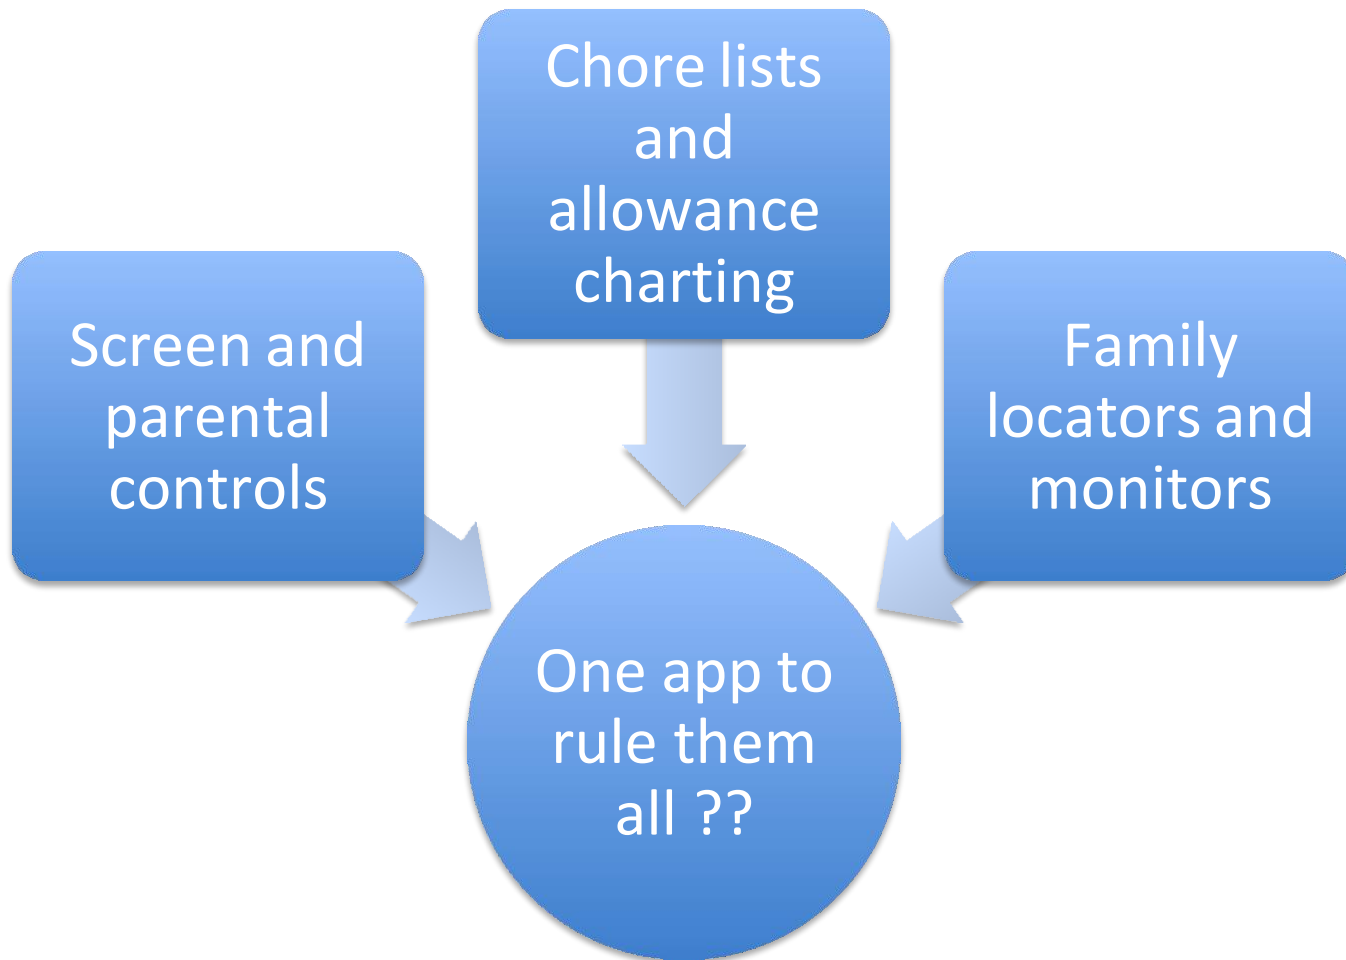 Chore lists
and
allowance
charting
Screen and
parental
controls
Family
locators and
monitors
One app to
rule them
all ??